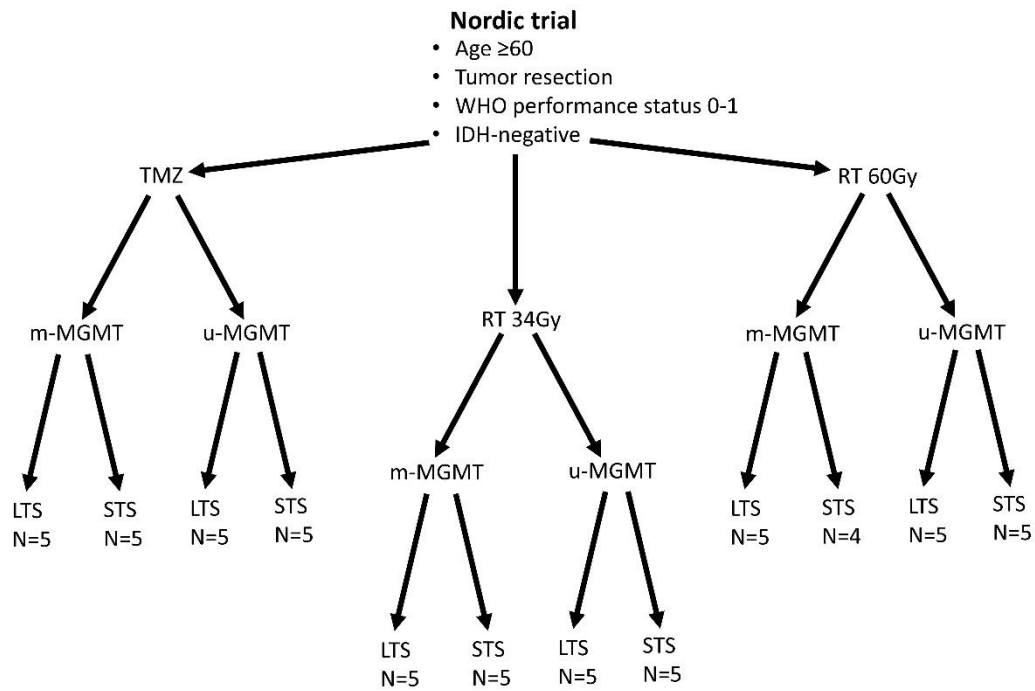 Nordic trial
• Age ≥60
• Tumor resection
• WHO performance status 0-1
• IDH-negative
TMZ
RT 60Gy
RT 34Gy
m-MGMT
u-MGMT
m-MGMT
u-MGMT
m-MGMT
u-MGMT
LTS
N=5
STS
N=5
LTS
N=5
STS
N=5
LTS
N=5
STS
N=4
LTS
N=5
STS
N=5
LTS
N=5
STS
N=5
LTS
N=5
STS
N=5